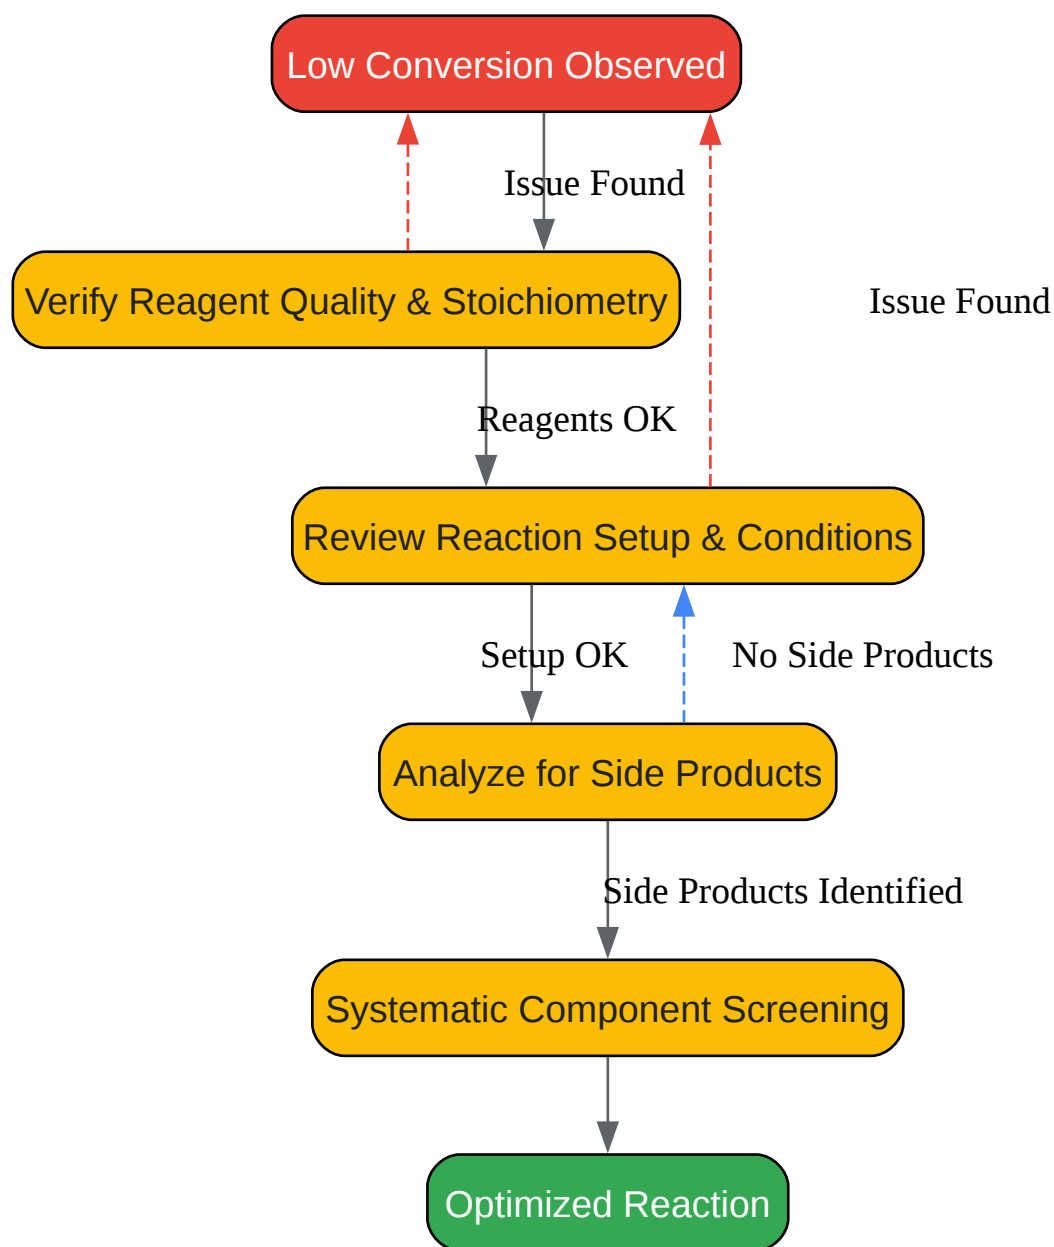 Low Conversion Observed
Issue Found
Verify Reagent Quality & Stoichiometry
Issue Found
Reagents OK
Review Reaction Setup & Conditions
Setup OK
No Side Products
Analyze for Side Products
Side Products Identified
Systematic Component Screening
Optimized Reaction